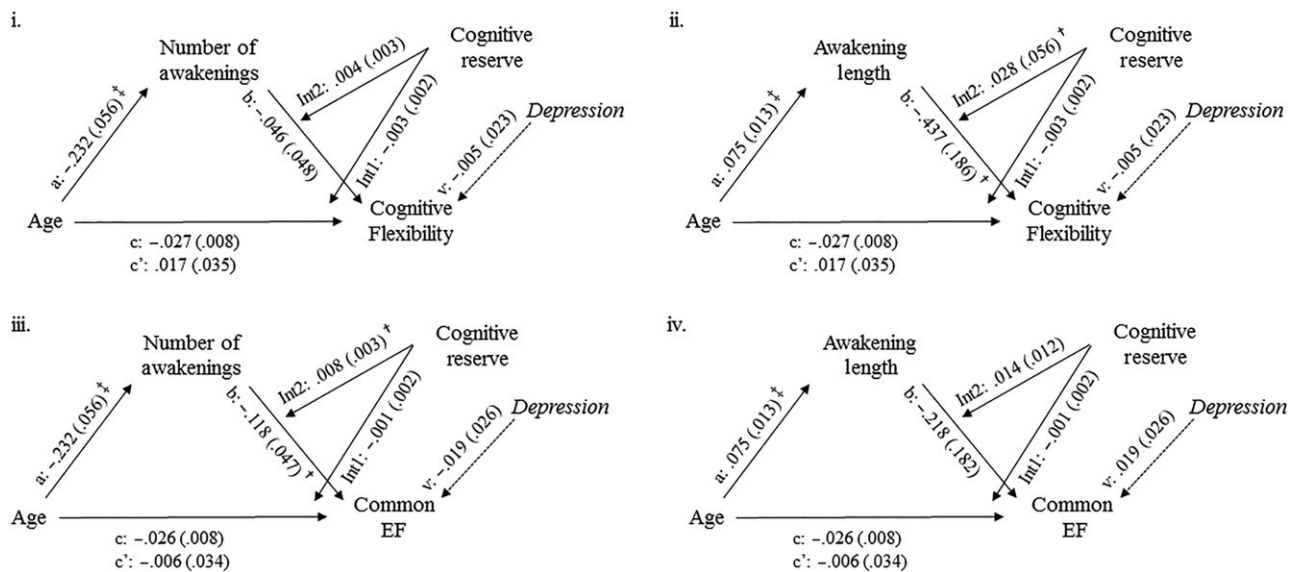 i.
Number of
awakenings
Cognitive
reserve
Int2: .004 (.003)
a: -.232 (.056)‡
b: -.046 (.048)
Int1: -.003 (.002)
v: -.005 (.023)
Depression
Age
Cognitive
Flexibility
c: -.027 (.008)
c’: .017 (.035)
ii.
Awakening
length
Cognitive
reserve
Int2: .028 (.056) †
a: .075 (.013)‡
b: -.437 (.186) †
Int1: -.003 (.002)
v: -.005 (.023)
Depression
Age
Cognitive
Flexibility
c: -.027 (.008)
c’: .017 (.035)
iii.
Number of
awakenings
Cognitive
reserve
Int2: .008 (.003) †
a: -.232 (.056)‡
b: -.118 (.047) †
Int1: -.001 (.002)
v: -.019 (.026)
Depression
Age
Common
EF
c: -.026 (.008)
c’: -.006 (.034)
iv.
Awakening
length
Cognitive
reserve
Int2: .014 (.012)
a: .075 (.013)‡
b: -.218 (.182)
Int1: -.001 (.002)
v: .019 (.026)
Depression
Age
Common
EF
c: -.026 (.008)
c’: -.006 (.034)